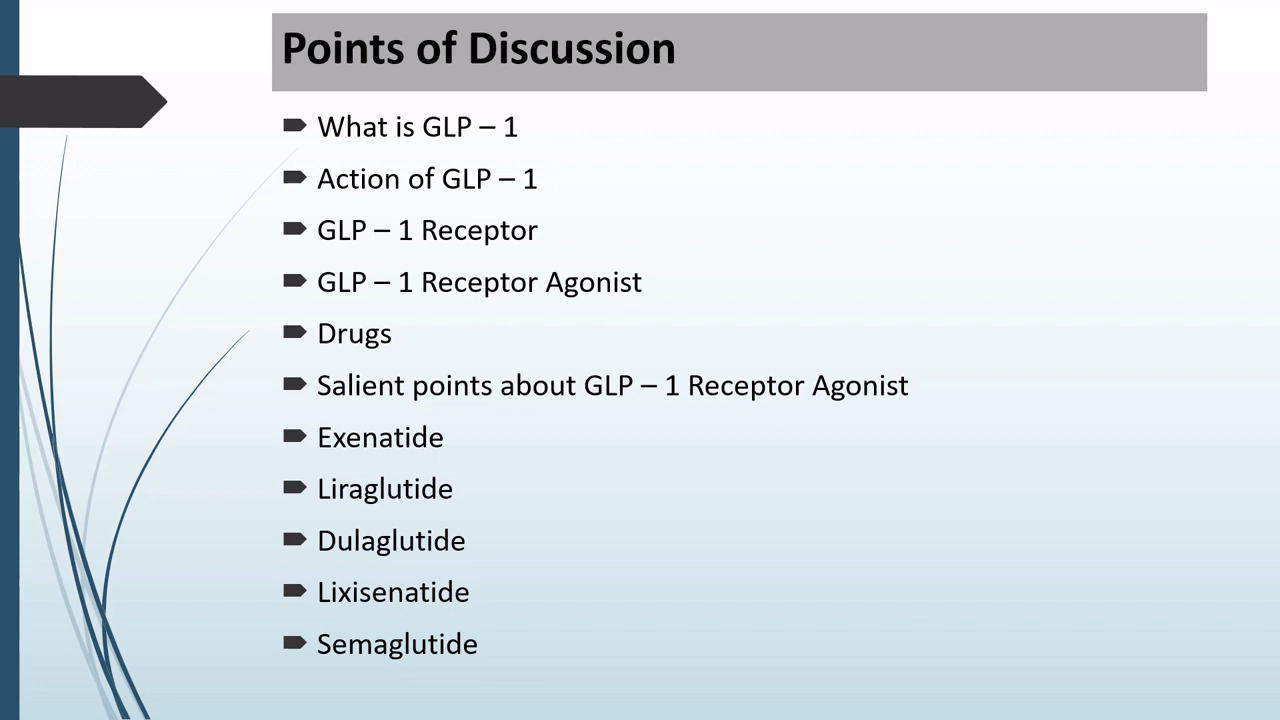 Points of Discussion
What is GLP – 1
Action of GLP – 1
GLP – 1 Receptor
GLP – 1 Receptor Agonist
Drugs
Salient points about GLP – 1 Receptor Agonist
Exenatide
Liraglutide
Dulaglutide
Lixisenatide
Semaglutide